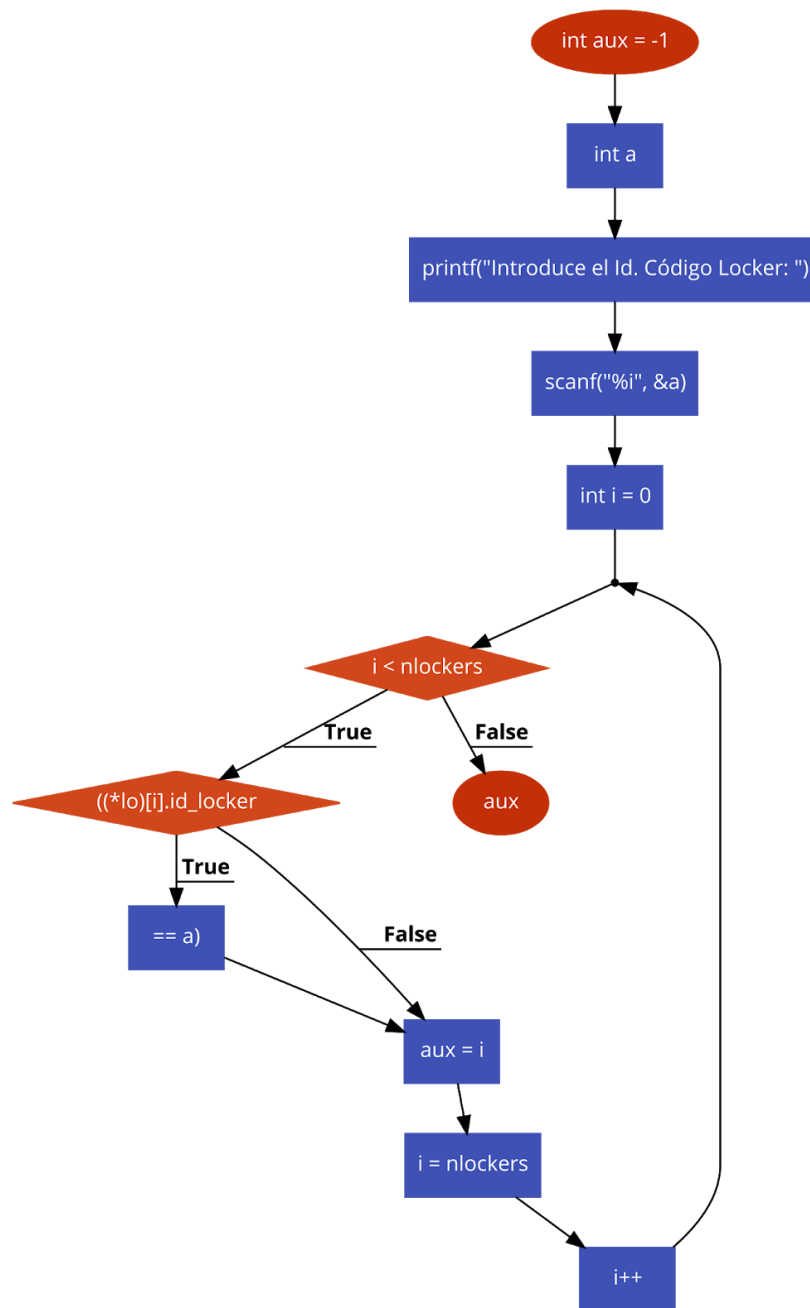 int aux = -1
int a
printf("Introduce el Id. Código Locker: ")
scanf("%i", &a)
int i = 0
i < nlockers
True
False
((*lo)[i].id_locker
aux
True
== a)
False
aux = i
i = nlockers
i++